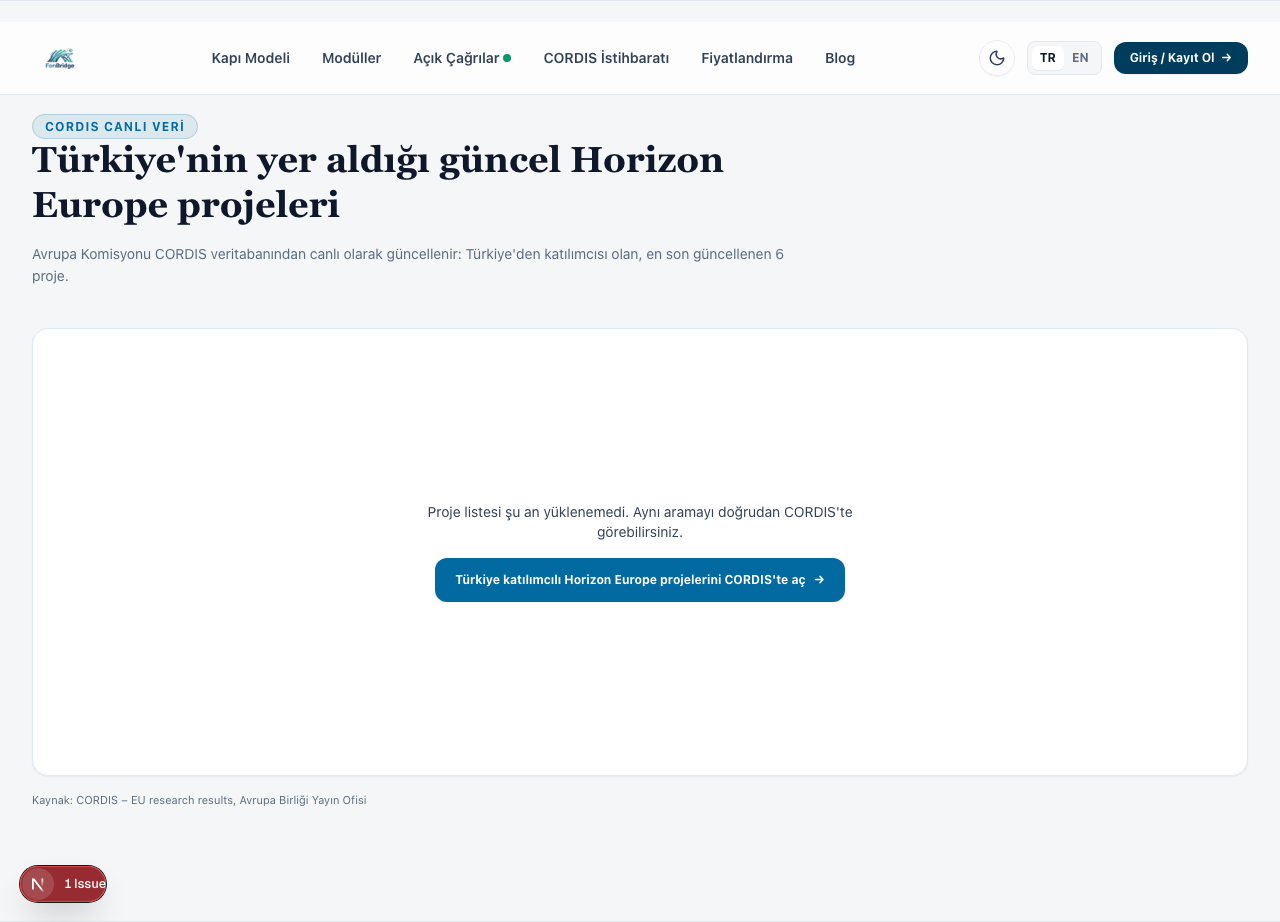 FonBridge
Kapı Modeli
Modüller
Açık Çağrılar
CORDIS İstihbaratı
Fiyatlandırma
Blog
TR
EN
Giriş / Kayıt Ol →
CORDIS CANLI VERİ
Türkiye'nin yer aldığı güncel Horizon
Europe projeleri
Avrupa Komisyonu CORDIS veritabanından canlı olarak güncellenir: Türkiye'den katılımcısı olan, en son güncellenen 6
proje.
Proje listesi şu an yüklenemedi. Aynı aramayı doğrudan CORDIS'te
görebilirsiniz.
Türkiye katılımcılı Horizon Europe projelerini CORDIS'te aç →
Kaynak: CORDIS – EU research results, Avrupa Birliği Yayın Ofisi
N
1 Issue